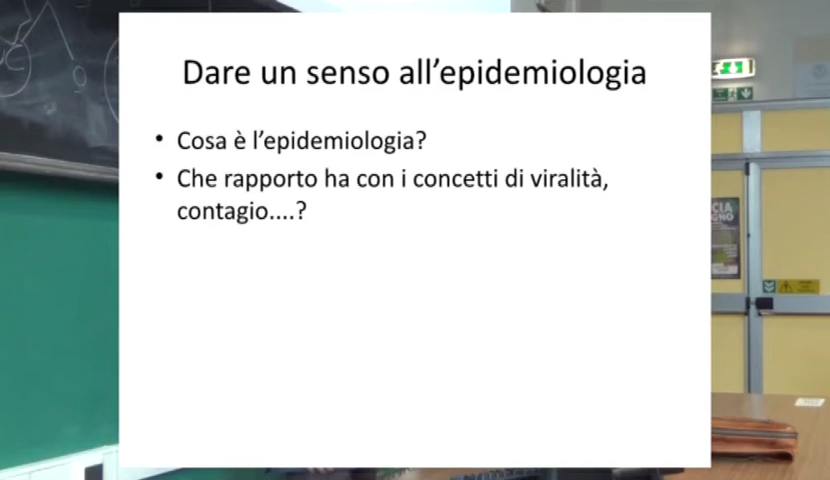 Dare un senso all’epidemiologia
• Cosa è l’epidemiologia?
• Che rapporto ha con i concetti di viralità,
contagio....?